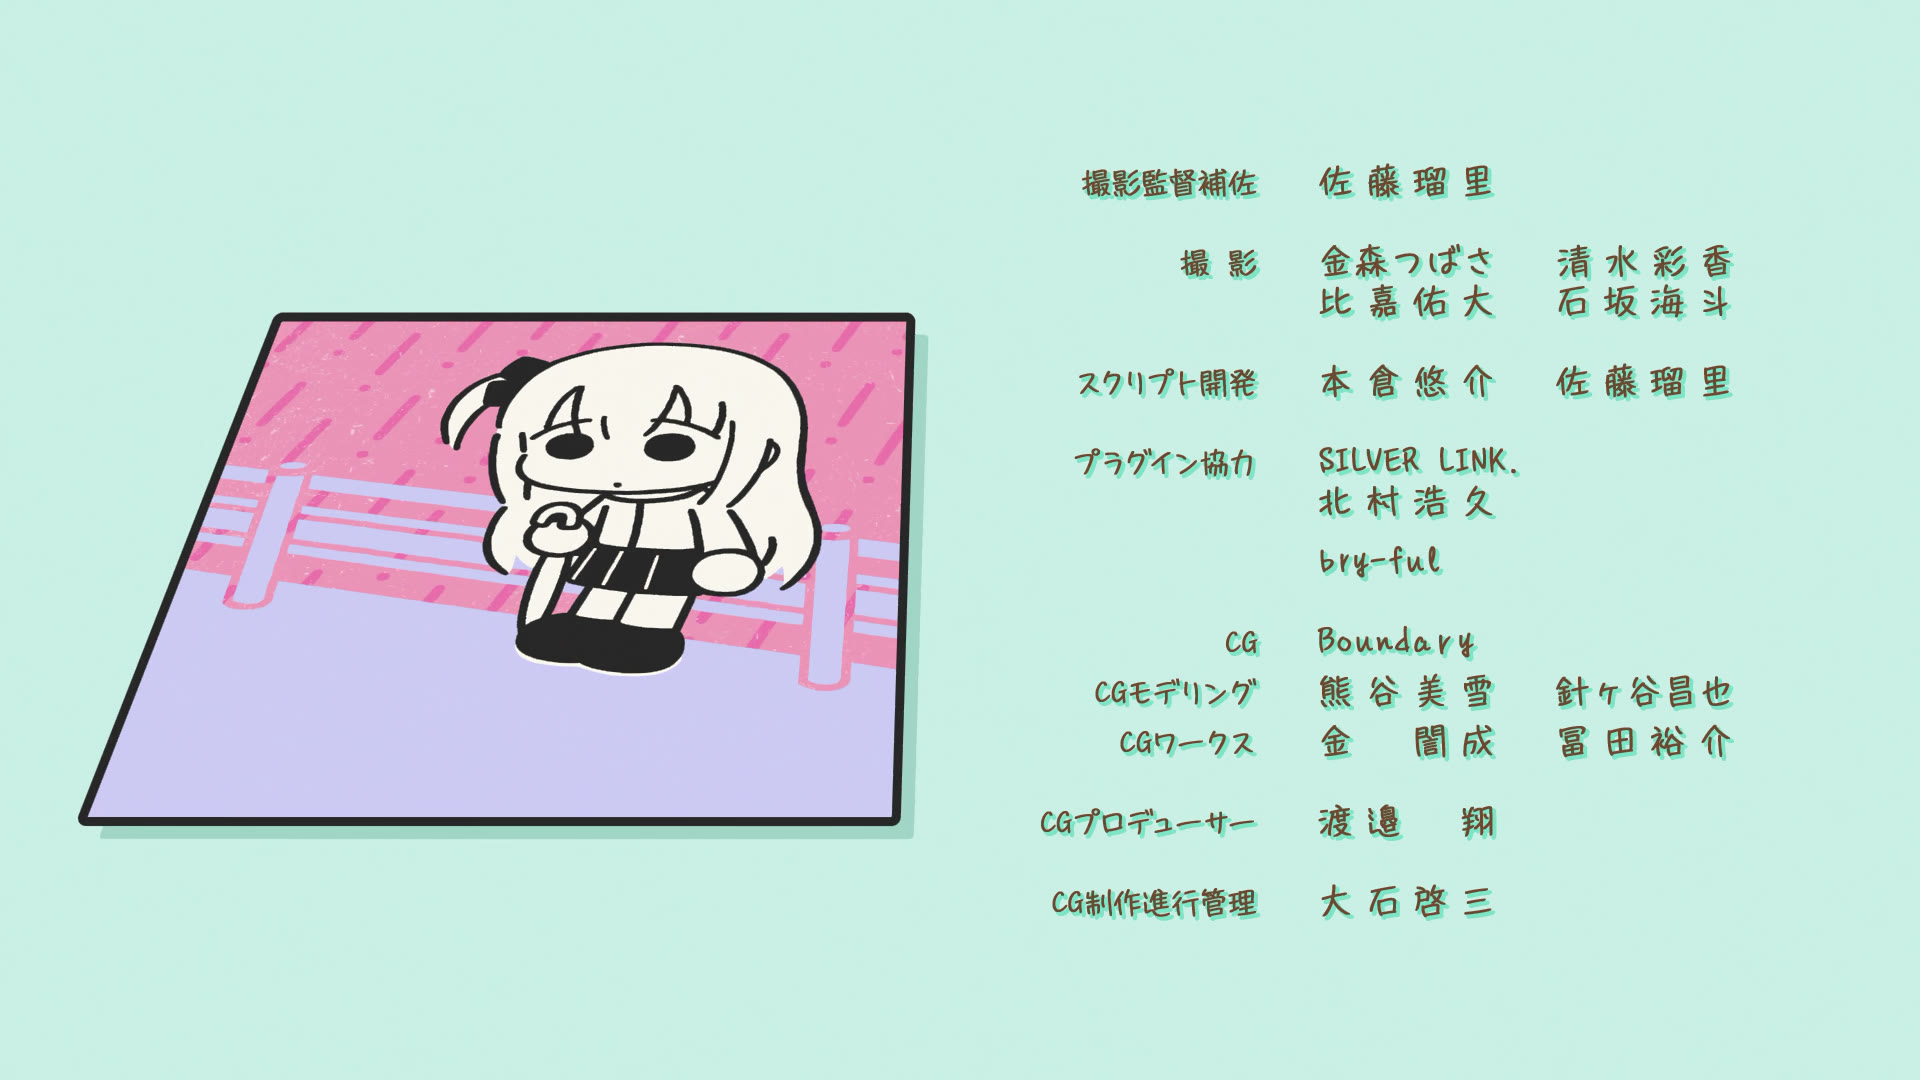 撮影監督補佐 佐藤瑠里
撮影 金森つばさ 清水彩香
比嘉佑大 石坂海斗
スクリプト開発 本倉悠介 佐藤瑠里
プラグイン協力 SILVER LINK.
北村浩久
bry-ful
CG Boundary
CGモデリング 熊谷美雪 針ヶ谷昌也
CGワークス 金 誾成 冨田裕介
CGプロデューサー 渡邉 翔
CG制作進行管理 大石啓三